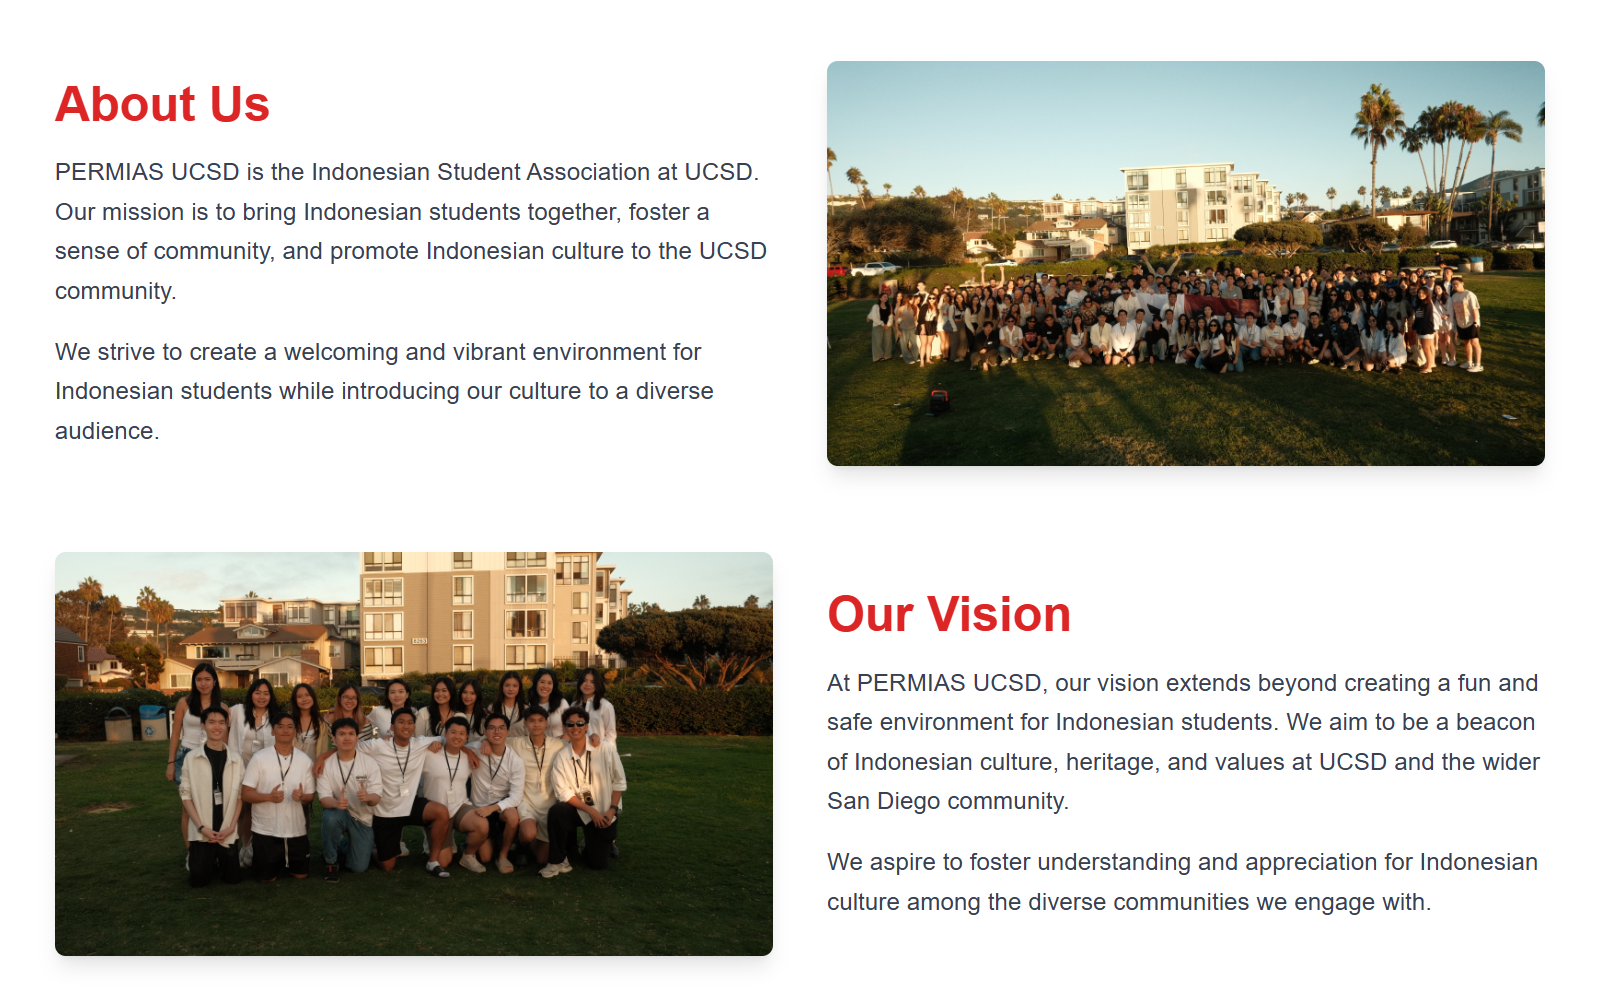 About Us
PERMIAS UCSD is the Indonesian Student Association at UCSD.
Our mission is to bring Indonesian students together, foster a
sense of community, and promote Indonesian culture to the UCSD
community.
We strive to create a welcoming and vibrant environment for
Indonesian students while introducing our culture to a diverse
audience.
Our Vision
At PERMIAS UCSD, our vision extends beyond creating a fun and
safe environment for Indonesian students. We aim to be a beacon
of Indonesian culture, heritage, and values at UCSD and the wider
San Diego community.
We aspire to foster understanding and appreciation for Indonesian
culture among the diverse communities we engage with.